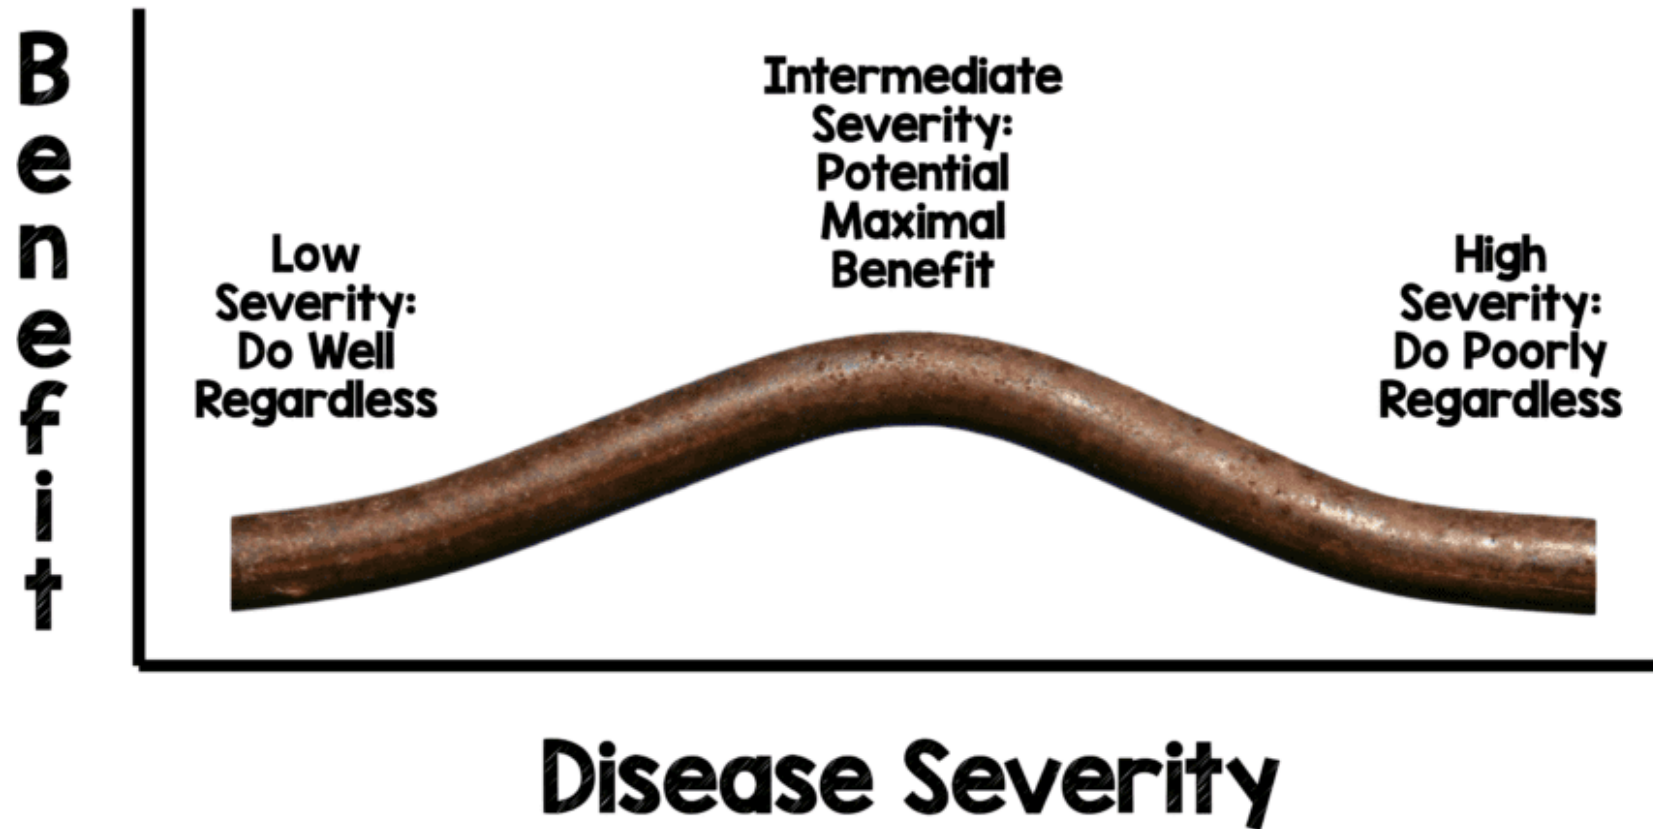 Benefit
Low
Severity:
Do Well
Regardless
Intermediate
Severity:
Potential
Maximal
Benefit
High
Severity:
Do Poorly
Regardless
Disease Severity